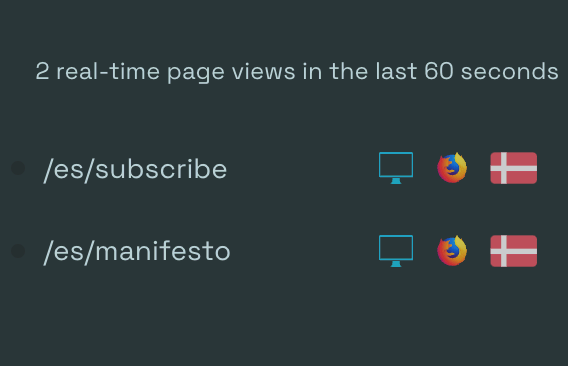 2 real-time page views in the last 60 seconds
/es/subscribe
/es/manifesto